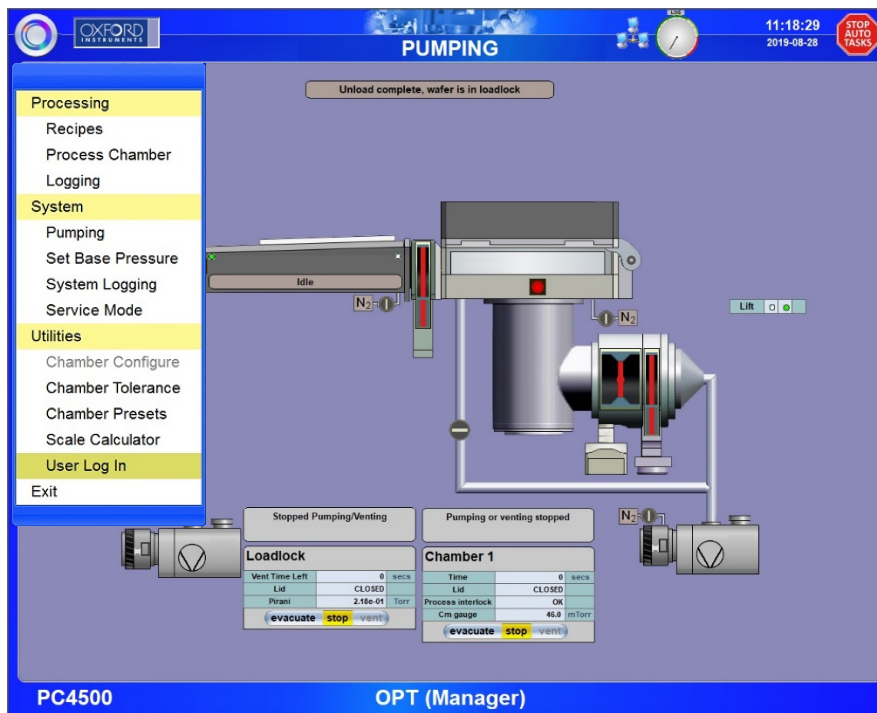 OXFORD
INSTRUMENTS
PUMPING
LSS
11:18:29
2019-08-28
STOP
AUTO
TASKS
Unload complete, wafer is in loadlock
Processing
Recipes
Process Chamber
Logging
System
Pumping
Set Base Pressure
System Logging
Service Mode
Utilities
Chamber Configure
Chamber Tolerance
Chamber Presets
Scale Calculator
User Log In
Exit
Idle
N2
N2
Lift
Stopped Pumping/Venting
Loadlock
Vent Time Left 0 secs
Lid CLOSED
Pirani 2.18e-01 Torr
evacuate stop vent
Pumping or venting stopped
Chamber 1
Time 0 secs
Lid CLOSED
Process interlock OK
Cm gauge 46.0 mTorr
evacuate stop vent
N2
PC4500
OPT (Manager)